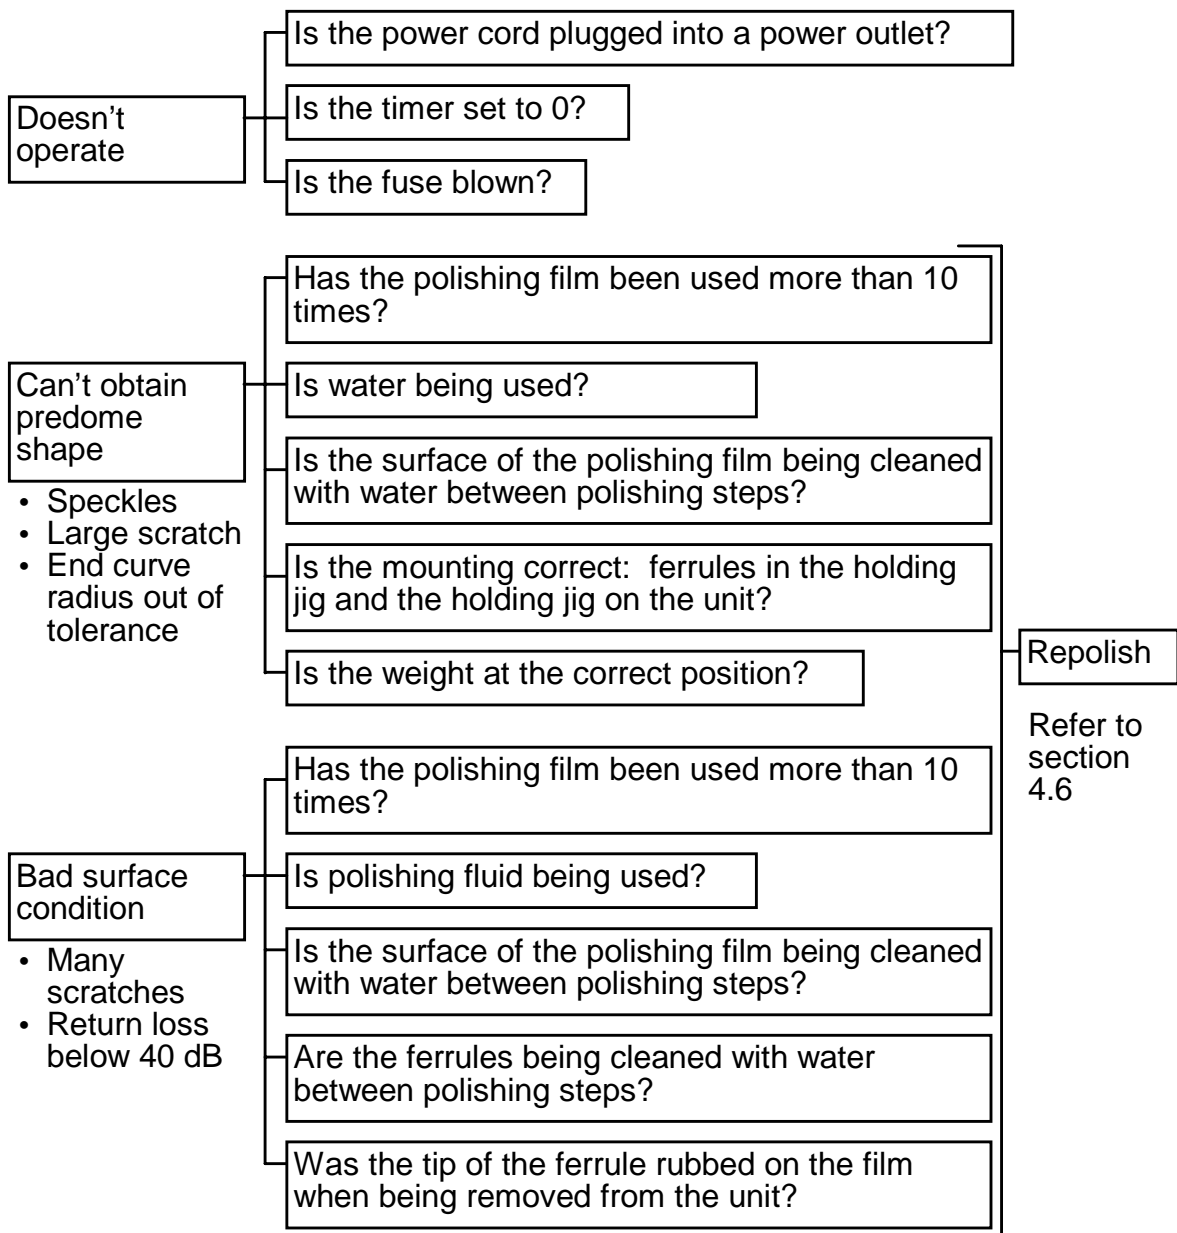 Is the power cord plugged into a power outlet?
Doesn't
operate
Is the timer set to 0?
Is the fuse blown?
Has the polishing film been used more than 10
times?
Can't obtain
predome
shape
• Speckles
• Large scratch
• End curve
radius out of
tolerance
Is water being used?
Is the surface of the polishing film being cleaned
with water between polishing steps?
Is the mounting correct:  ferrules in the holding
jig and the holding jig on the unit?
Is the weight at the correct position?
Has the polishing film been used more than 10
times?
Bad surface
condition
• Many
scratches
• Return loss
below 40 dB
Is polishing fluid being used?
Is the surface of the polishing film being cleaned
with water between polishing steps?
Are the ferrules being cleaned with water
between polishing steps?
Was the tip of the ferrule rubbed on the film
when being removed from the unit?
Repolish
Refer to
section
4.6